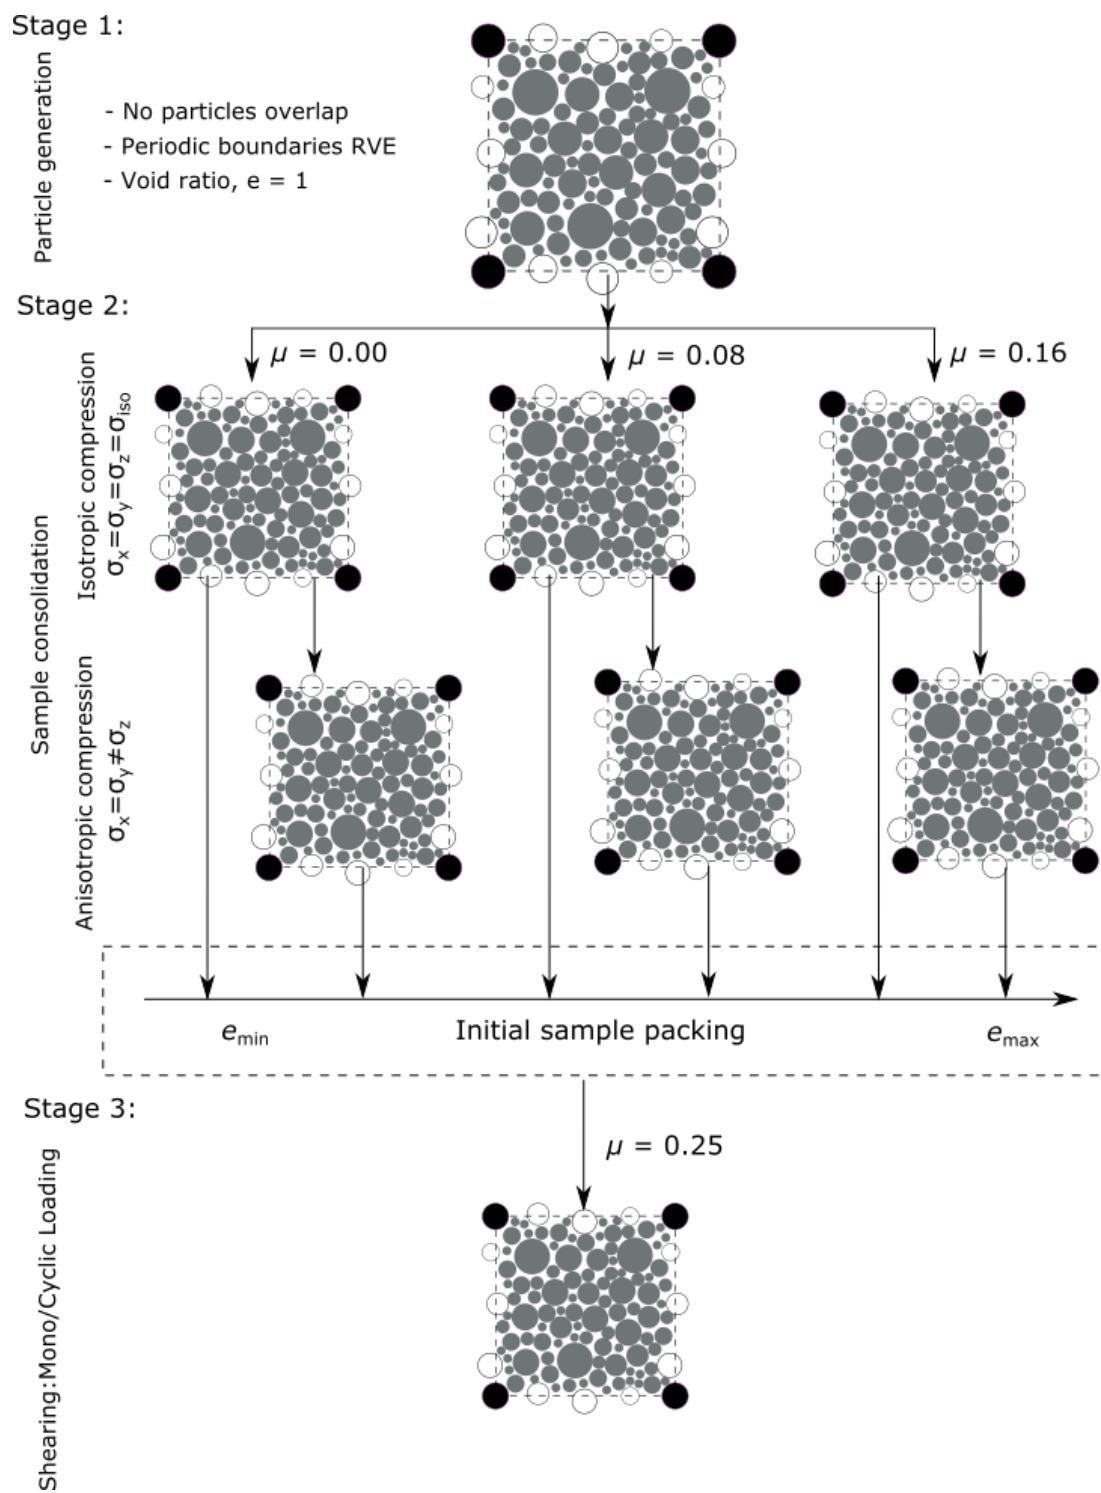 Stage 1:
Particle generation
- No particles overlap
- Periodic boundaries RVE
- Void ratio, e = 1
Stage 2:
Sample consolidation
Isotropic compression
σx=σy=σz=σiso
μ = 0.00
μ = 0.08
μ = 0.16
Anisotropic compression
σx=σy≠σz
emin
Initial sample packing
emax
Stage 3:
Shearing:Mono/Cyclic Loading
μ = 0.25